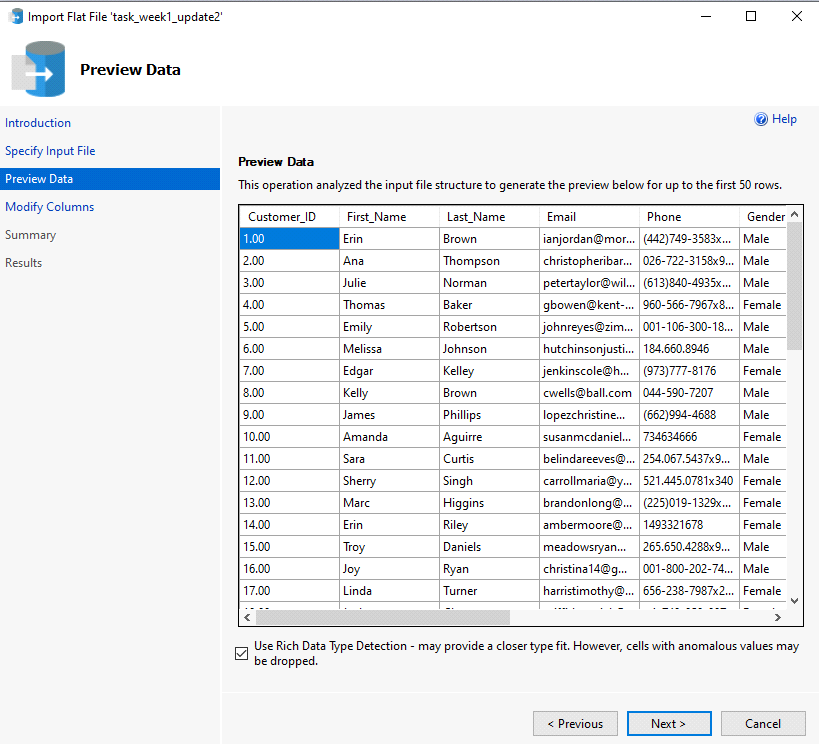 Import Flat File 'task_week1_update2'
Preview Data
Introduction
Specify Input File
Preview Data
Modify Columns
Summary
Results
Help
Preview Data
This operation analyzed the input file structure to generate the preview below for up to the first 50 rows.
Customer_ID First_Name Last_Name Email Phone Gender
1.00 Erin Brown ianjordan@mor... (442)749-3583x... Male
2.00 Ana Thompson christopheribar... 026-722-3158x9... Male
3.00 Julie Norman petertaylor@wil... (613)840-4935x... Male
4.00 Thomas Baker gbowen@kent-... 960-566-7967x8... Female
5.00 Emily Robertson johnreyes@zim... 001-106-300-18... Male
6.00 Melissa Johnson hutchinsonjusti... 184.660.8946 Male
7.00 Edgar Kelley jenkinscole@h... (973)777-8176 Female
8.00 Kelly Brown cwells@ball.com 044-590-7207 Male
9.00 James Phillips lopezchristine... (662)994-4688 Male
10.00 Amanda Aguirre susanmcdaniel... 734634666 Female
11.00 Sara Curtis belindareeves@... 254.067.5437x9... Male
12.00 Sherry Singh carrollmaria@y... 521.445.0781x340 Female
13.00 Marc Higgins brandonlong@... (225)019-1329x... Female
14.00 Erin Riley ambermoore@... 1493321678 Female
15.00 Troy Daniels meadowsryan... 265.650.4288x9... Male
16.00 Joy Ryan christina14@g... 001-800-202-74... Male
17.00 Linda Turner harristimothy@... 656-238-7987x2... Female
Use Rich Data Type Detection - may provide a closer type fit. However, cells with anomalous values may
be dropped.
< Previous Next > Cancel